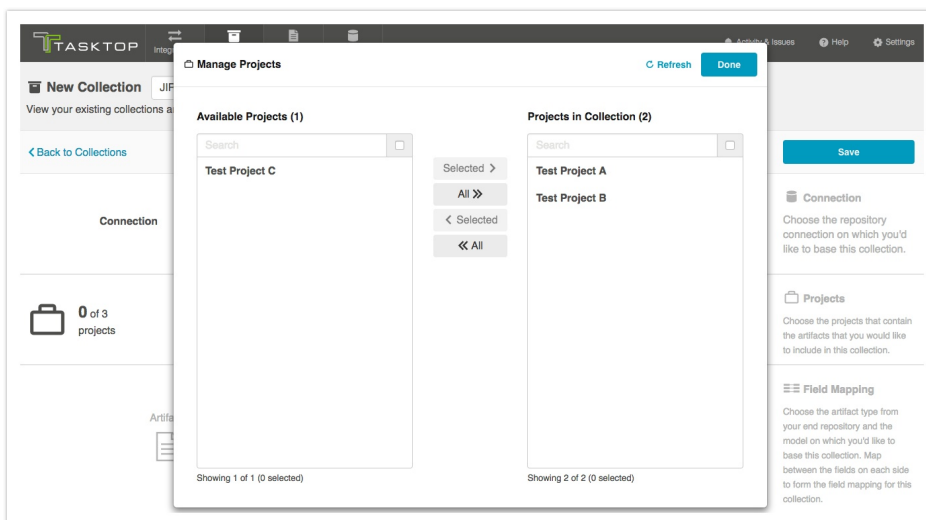 TASKTOP
Integ
Activity & Issues
Help
Settings
New Collection
JIR
View your existing collections a
Back to Collections
Save
Manage Projects
Refresh
Done
Available Projects (1)
Search
Test Project C
Showing 1 of 1 (0 selected)
Selected
All
Selected
All
Projects in Collection (2)
Search
Test Project A
Test Project B
Showing 2 of 2 (0 selected)
Connection
0 of 3
projects
Artifa
Connection
Choose the repository
connection on which you'd
like to base this collection.
Projects
Choose the projects that contain
the artifacts that you would like
to include in this collection.
Field Mapping
Choose the artifact type from
your end repository and the
model on which you'd like to
base this collection. Map
between the fields on each side
to form the field mapping for this
collection.